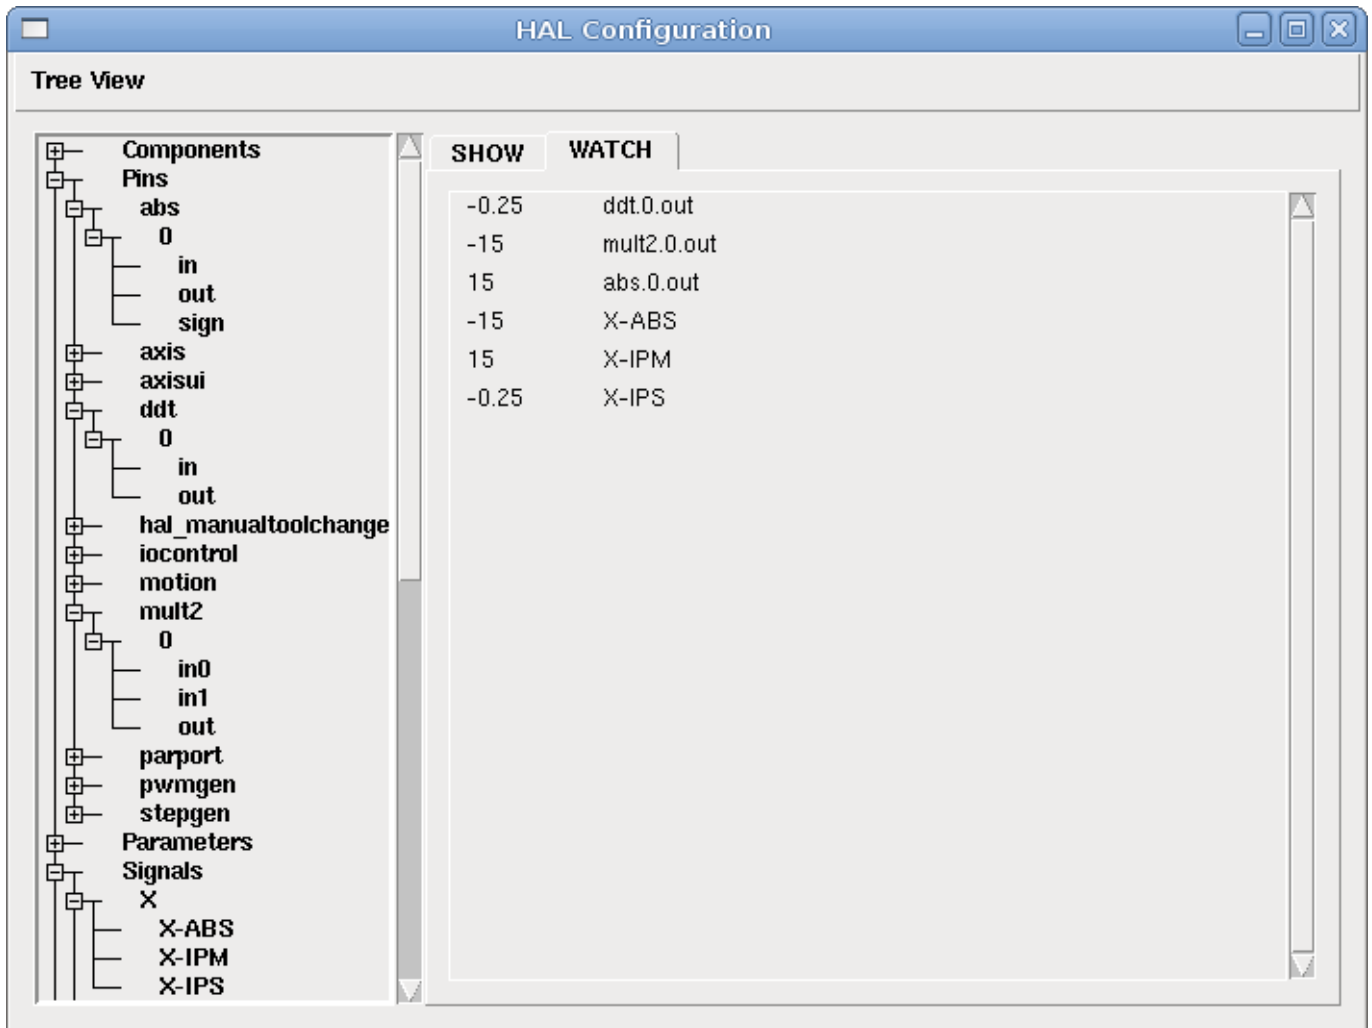 HAL Configuration
Tree View
Components
Pins
abs
0
in
out
sign
axis
axisui
ddt
0
in
out
hal_manualtoolchange
iocontrol
motion
mult2
0
in0
in1
out
parport
pwmgen
stepgen
Parameters
Signals
X
X-ABS
X-IPM
X-IPS
SHOW WATCH
-0.25 ddt.0.out
-15 mult2.0.out
15 abs.0.out
-15 X-ABS
15 X-IPM
-0.25 X-IPS